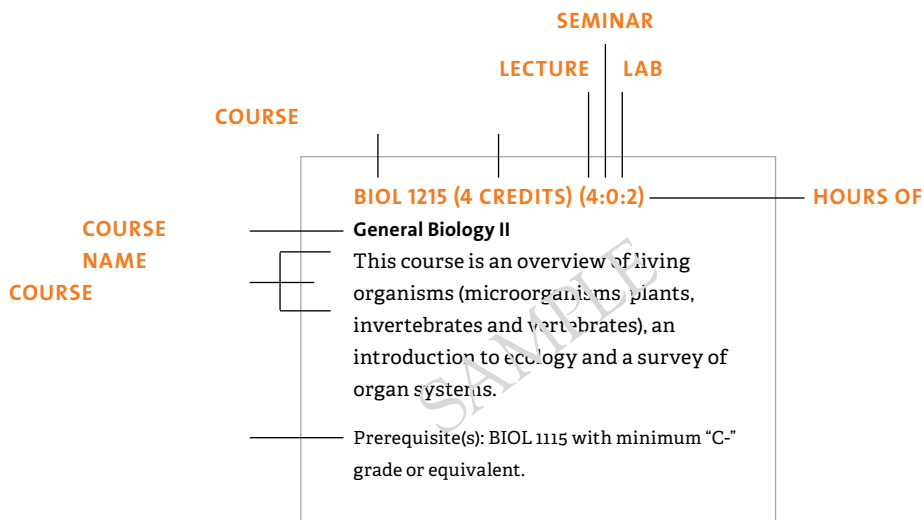 SEMINAR
LECTURE LAB
COURSE
BIOL 1215 (4 CREDITS) (4:0:2)
HOURS OF
COURSE
NAME
COURSE
General Biology II
This course is an overview of living
organisms (microorganisms, plants,
invertebrates and vertebrates), an
introduction to ecology and a survey of
organ systems.
SAMPLE
Prerequisite(s): BIOL 1115 with minimum “C-”
grade or equivalent.